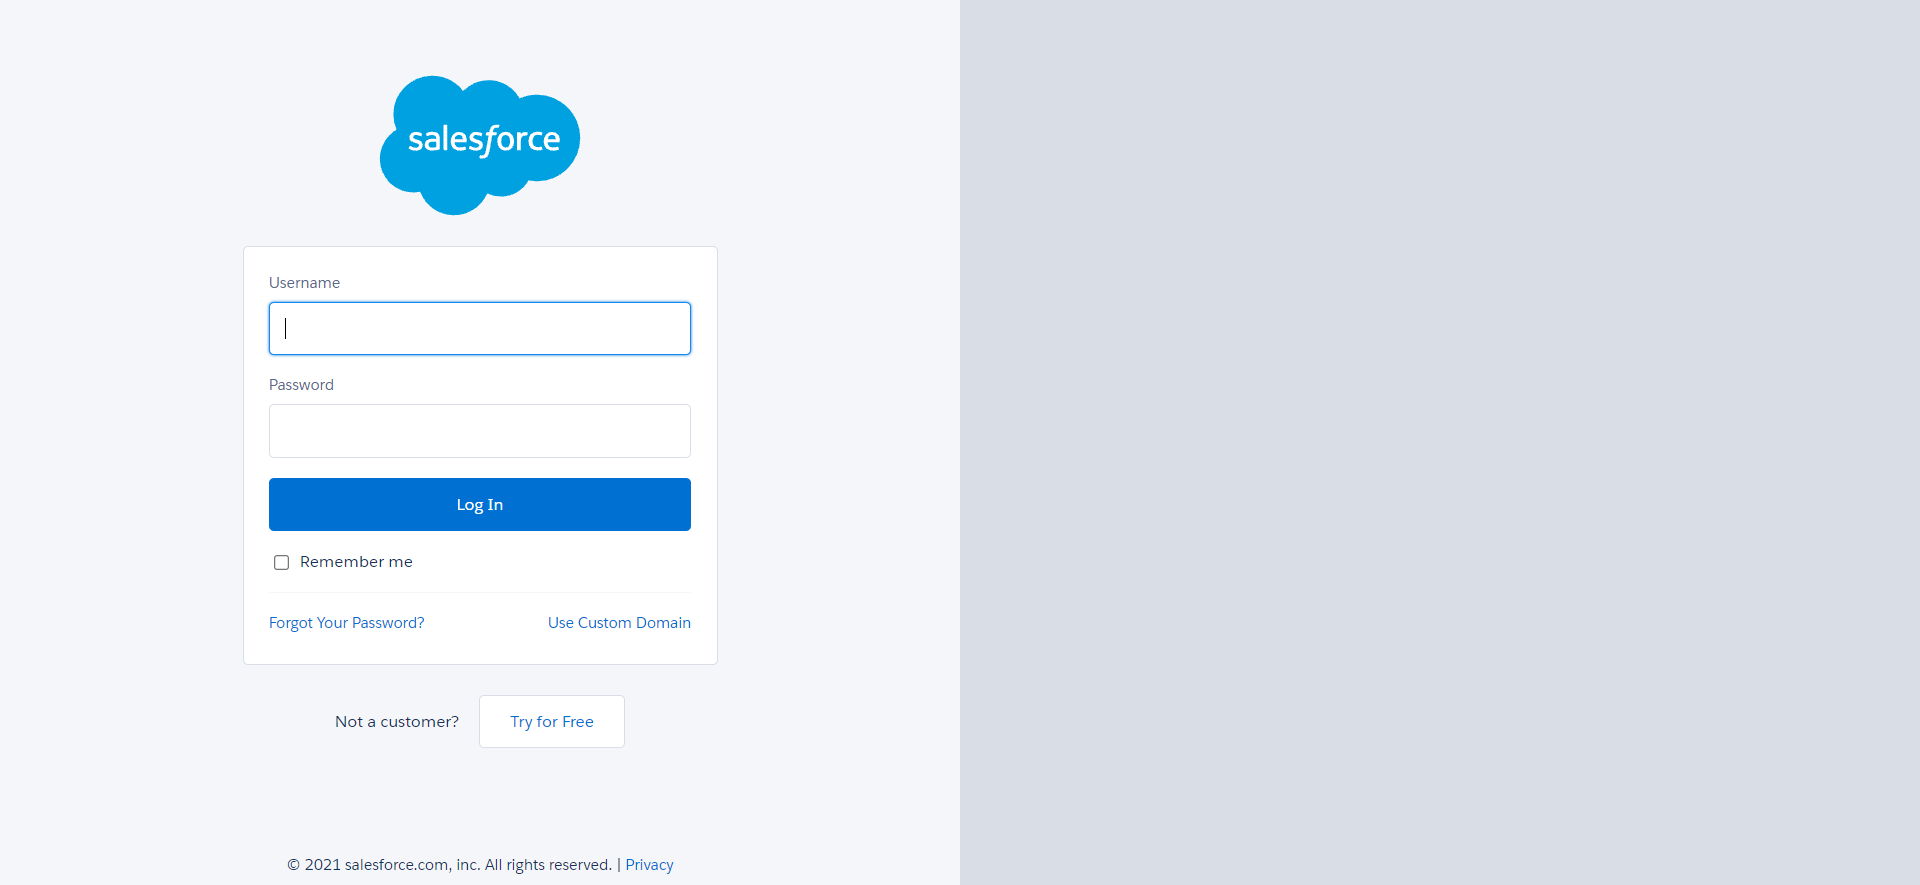 salesforce
Username
Password
Log In
Remember me
Forgot Your Password? Use Custom Domain
Not a customer? Try for Free
© 2021 salesforce.com, inc. All rights reserved. | Privacy